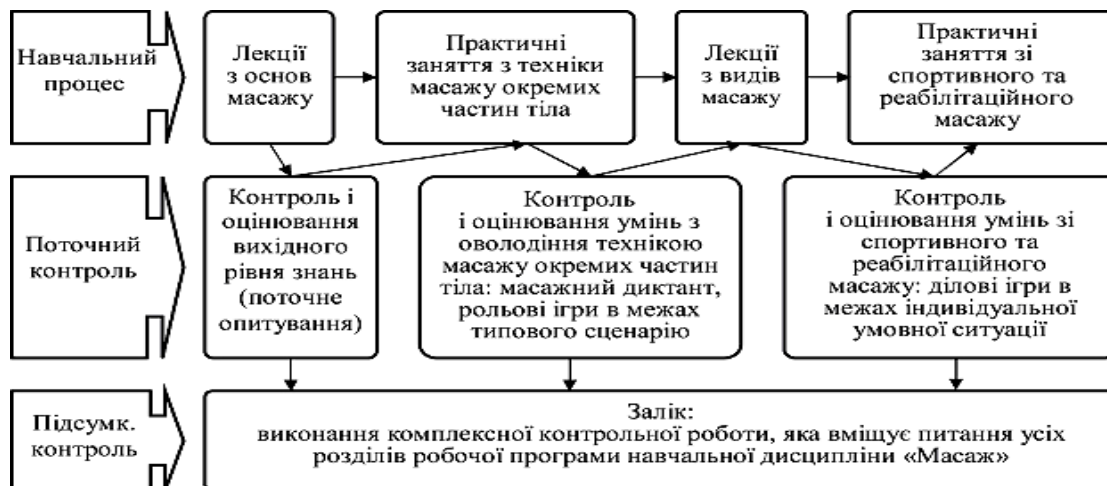 Навчальний
процес
Лекції
з основ
масажу
Практичні
заняття з техніки
масажу окремих
частин тіла
Лекції
з видів
масажу
Практичні
заняття зі
спортивного та
реабілітаційного
масажу
Поточний
контроль
Контроль і
оцінювання
вихідного
рівня знань
(поточне
опитування)
Контроль
і оцінювання умінь з
оволодіння технікою
масажу окремих частин
тіла: масажний диктант,
рольові ігри в межах
типового сценарію
Контроль
і оцінювання умінь зі
спортивного та
реабілітаційного
масажу: ділові ігри в
межах індивідуальної
умовної ситуації
Підсумк.
контроль
Залік:
виконання комплексної контрольної роботи, яка вміщує питання усіх
розділів робочої програми навчальної дисципліни «Масаж»